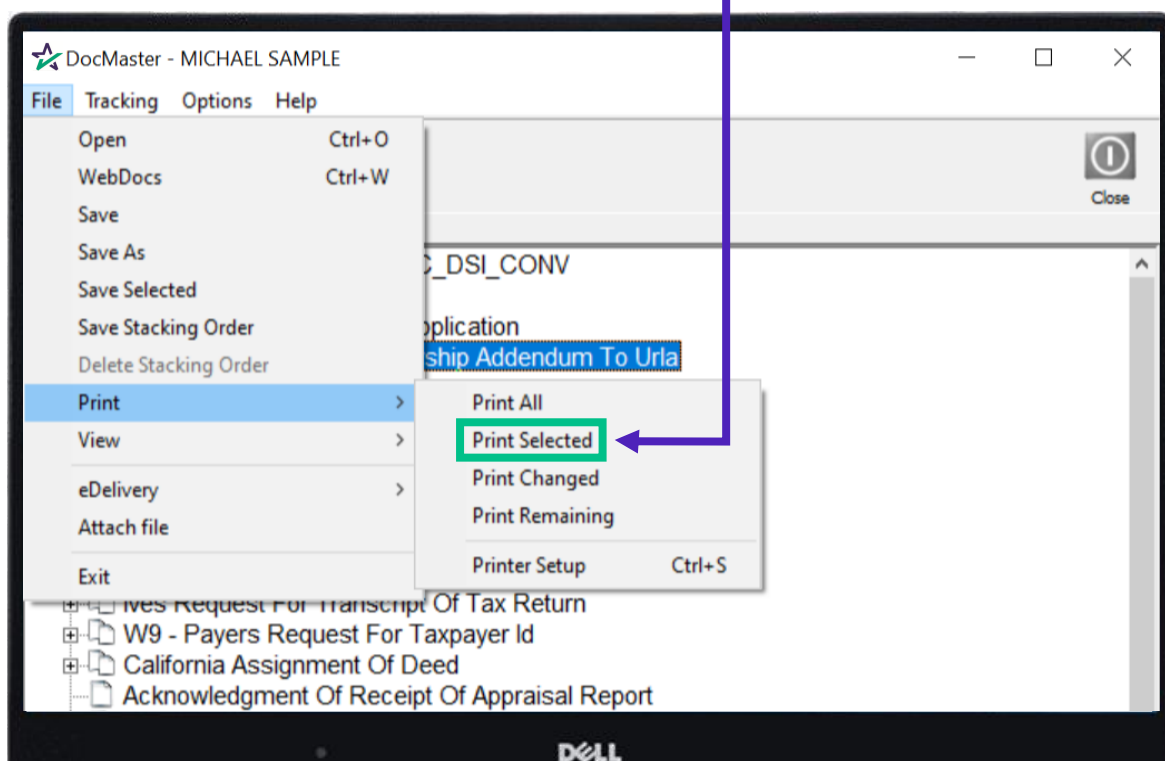 DocMaster - MICHAEL SAMPLE
File Tracking Options Help
Open Ctrl+O
WebDocs Ctrl+W
Save
Close
Save As
C_DSI_CONV
Save Selected
Save Stacking Order
pplication
Delete Stacking Order
ship Addendum To Urla
Print
Print All
View
Print Selected
Print Changed
eDelivery
Print Remaining
Attach file
Printer Setup Ctrl+S
Exit
Ives Request For Transcript Of Tax Return
W9 - Payers Request For Taxpayer Id
California Assignment Of Deed
Acknowledgment Of Receipt Of Appraisal Report
DELL